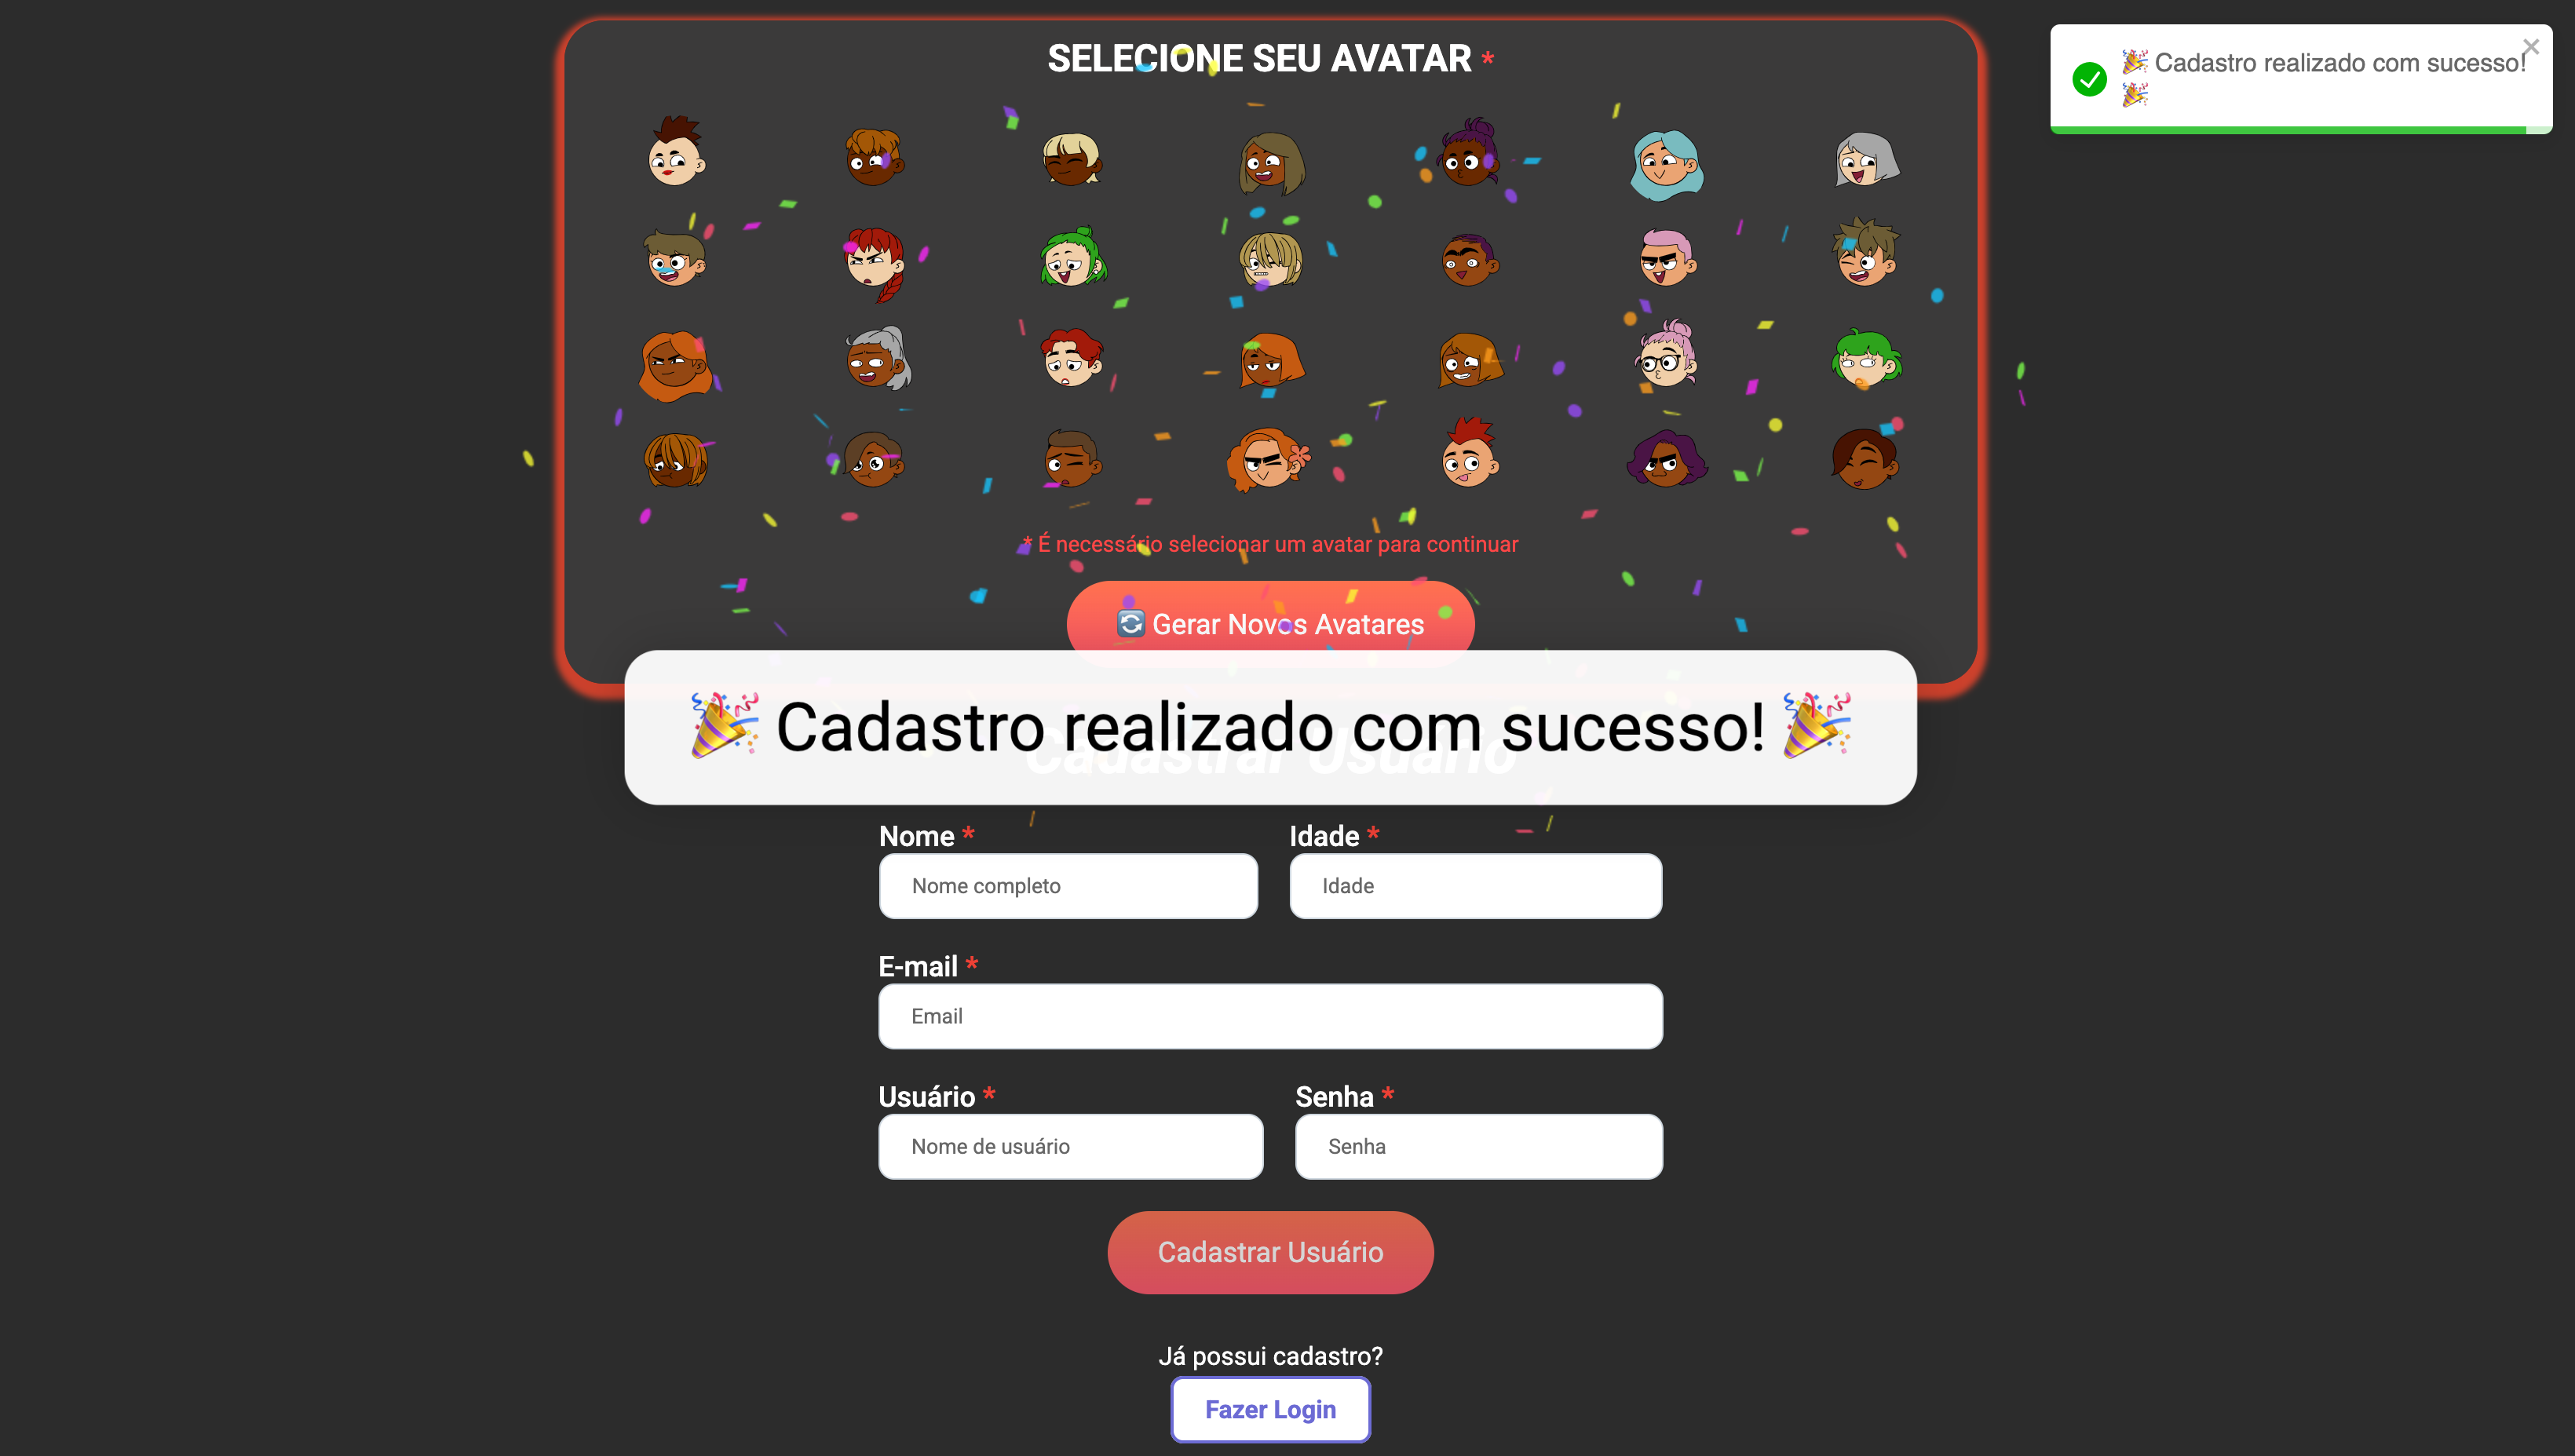 SELECIONE SEU AVATAR *
🎉 Cadastro realizado com sucesso!
🎉
* É necessário selecionar um avatar para continuar
🔄 Gerar Novos Avatares
🎉 Cadastro realizado com sucesso! 🎉
Cadastrar Usuário
Nome *
Idade *
Nome completo
Idade
E-mail *
Email
Usuário *
Senha *
Nome de usuário
Senha
Cadastrar Usuário
Já possui cadastro?
Fazer Login